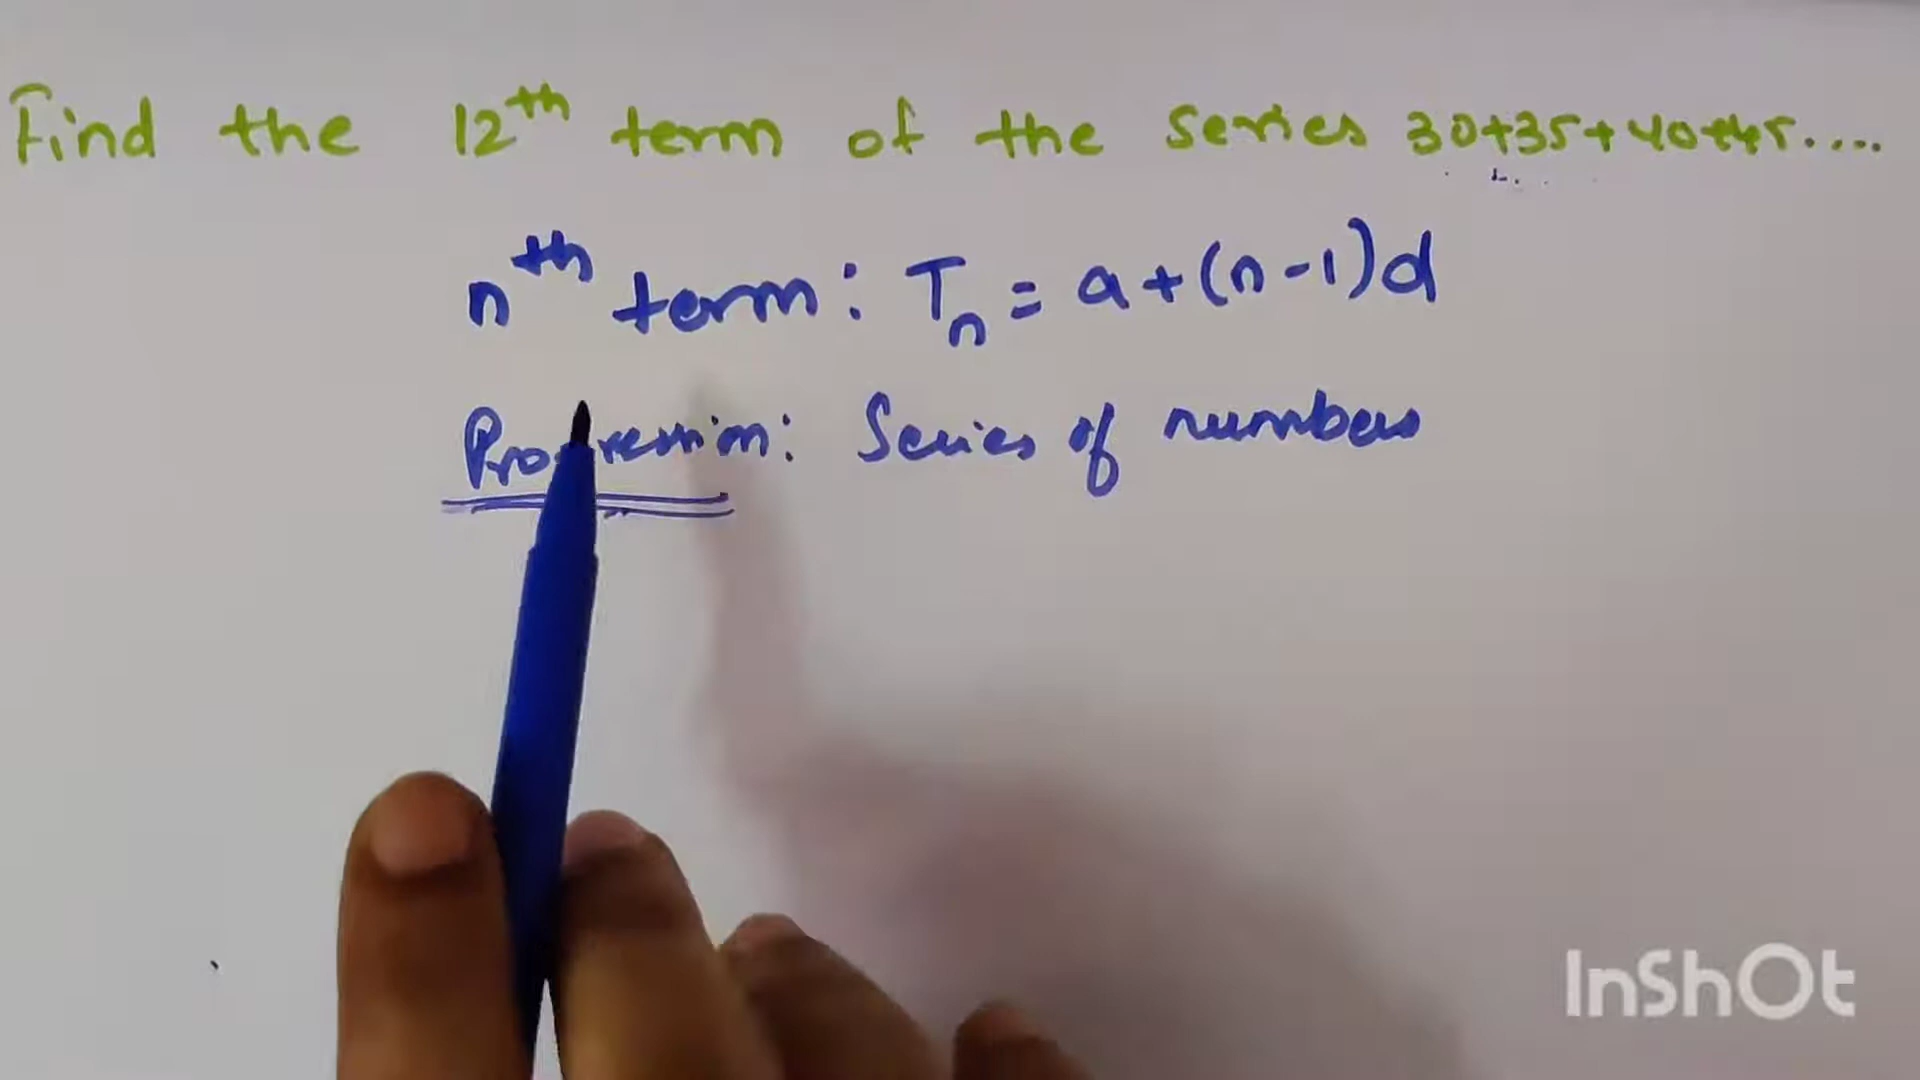 Find the 12th term of the series 30+35+40+45....
nth term: Tn = a+(n-1)d
Progression: Series of numbers
InShOt